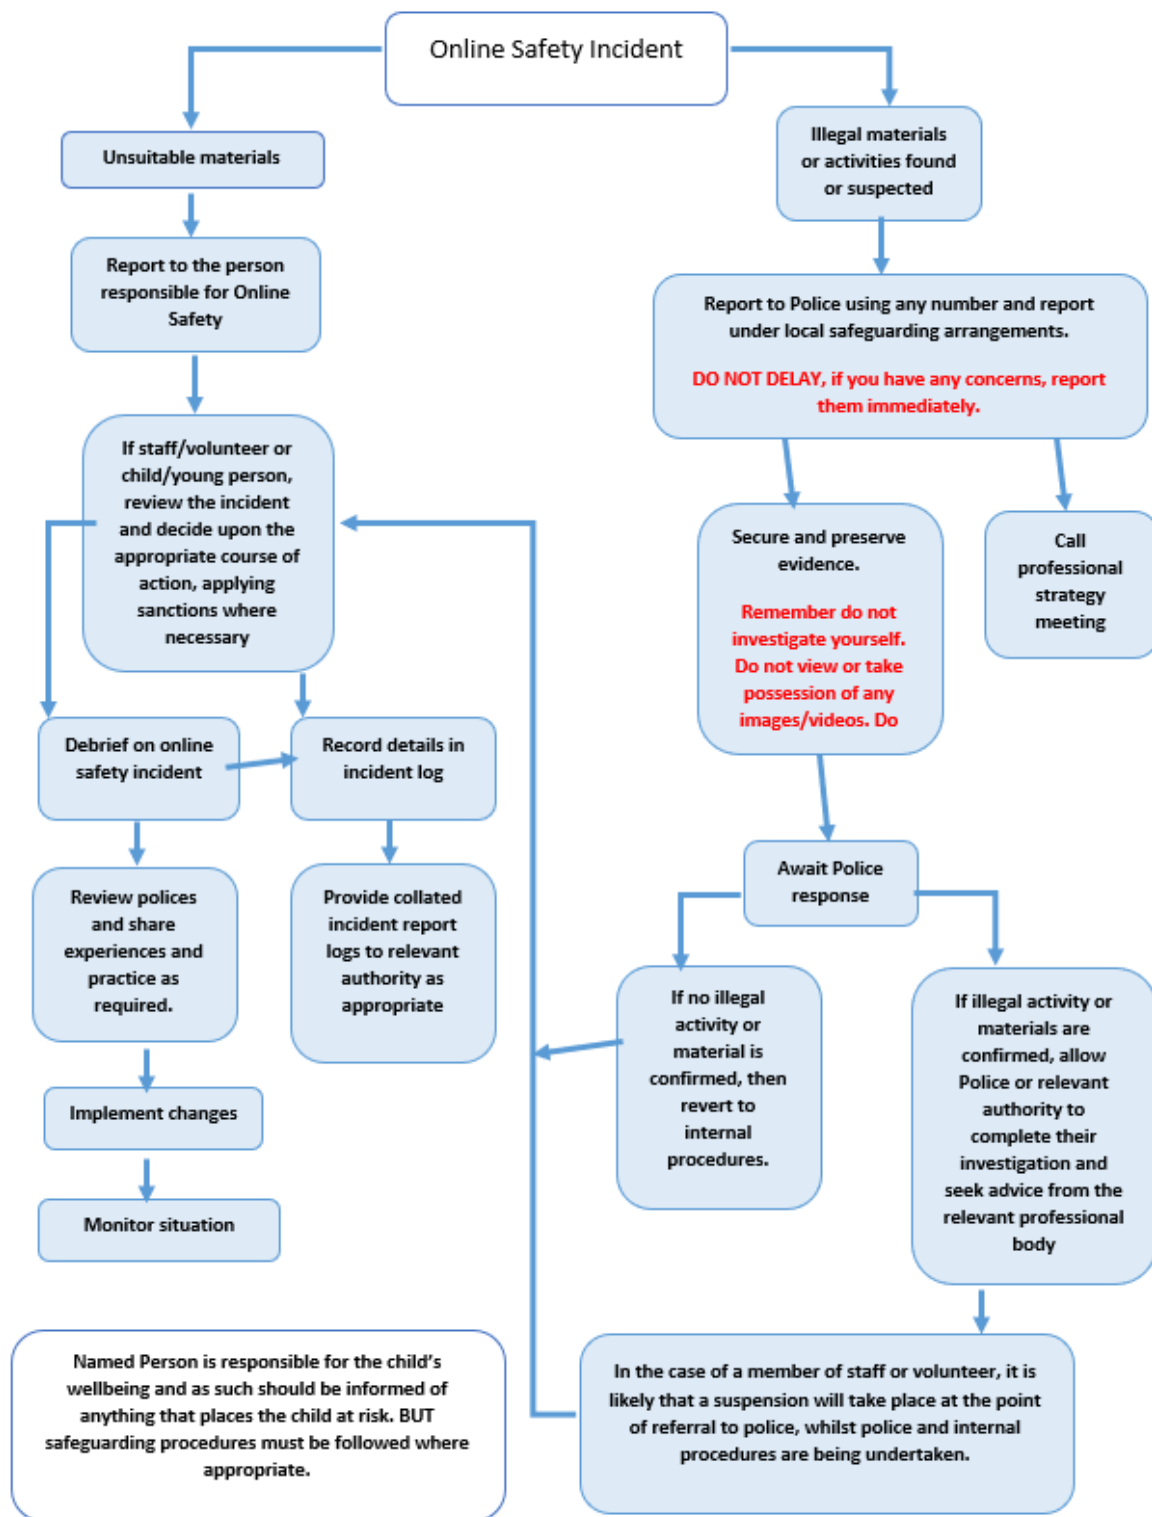 Online Safety Incident
Unsuitable materials
Illegal materials
or activities found
or suspected
Report to the person
responsible for Online
Safety
Report to Police using any number and report
under local safeguarding arrangements.
DO NOT DELAY, if you have any concerns, report
them immediately.
If staff/volunteer or
child/young person,
review the incident
and decide upon the
appropriate course of
action, applying
sanctions where
necessary
Secure and preserve
evidence.
Remember do not
investigate yourself.
Do not view or take
possession of any
images/videos. Do
Call
professional
strategy
meeting
Debrief on online
safety incident
Record details in
incident log
Review polices
and share
experiences and
practice as
required.
Provide collated
incident report
logs to relevant
authority as
appropriate
Await Police
response
If no illegal
activity or
material is
confirmed, then
revert to
internal
procedures.
If illegal activity or
materials are
confirmed, allow
Police or relevant
authority to
complete their
investigation and
seek advice from the
relevant professional
body
Implement changes
Monitor situation
Named Person is responsible for the child's
wellbeing and as such should be informed of
anything that places the child at risk. BUT
safeguarding procedures must be followed where
appropriate.
In the case of a member of staff or volunteer, it is
likely that a suspension will take place at the point
of referral to police, whilst police and internal
procedures are being undertaken.